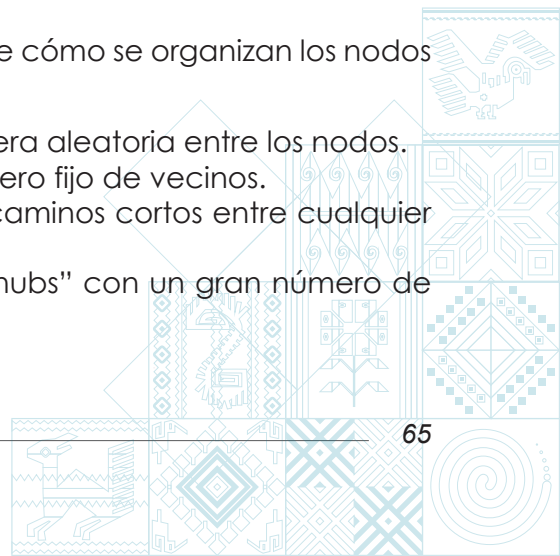 e cómo se organizan los nodos
era aleatoria entre los nodos.
ero fijo de vecinos.
caminos cortos entre cualquier
hubs” con un gran número de
65